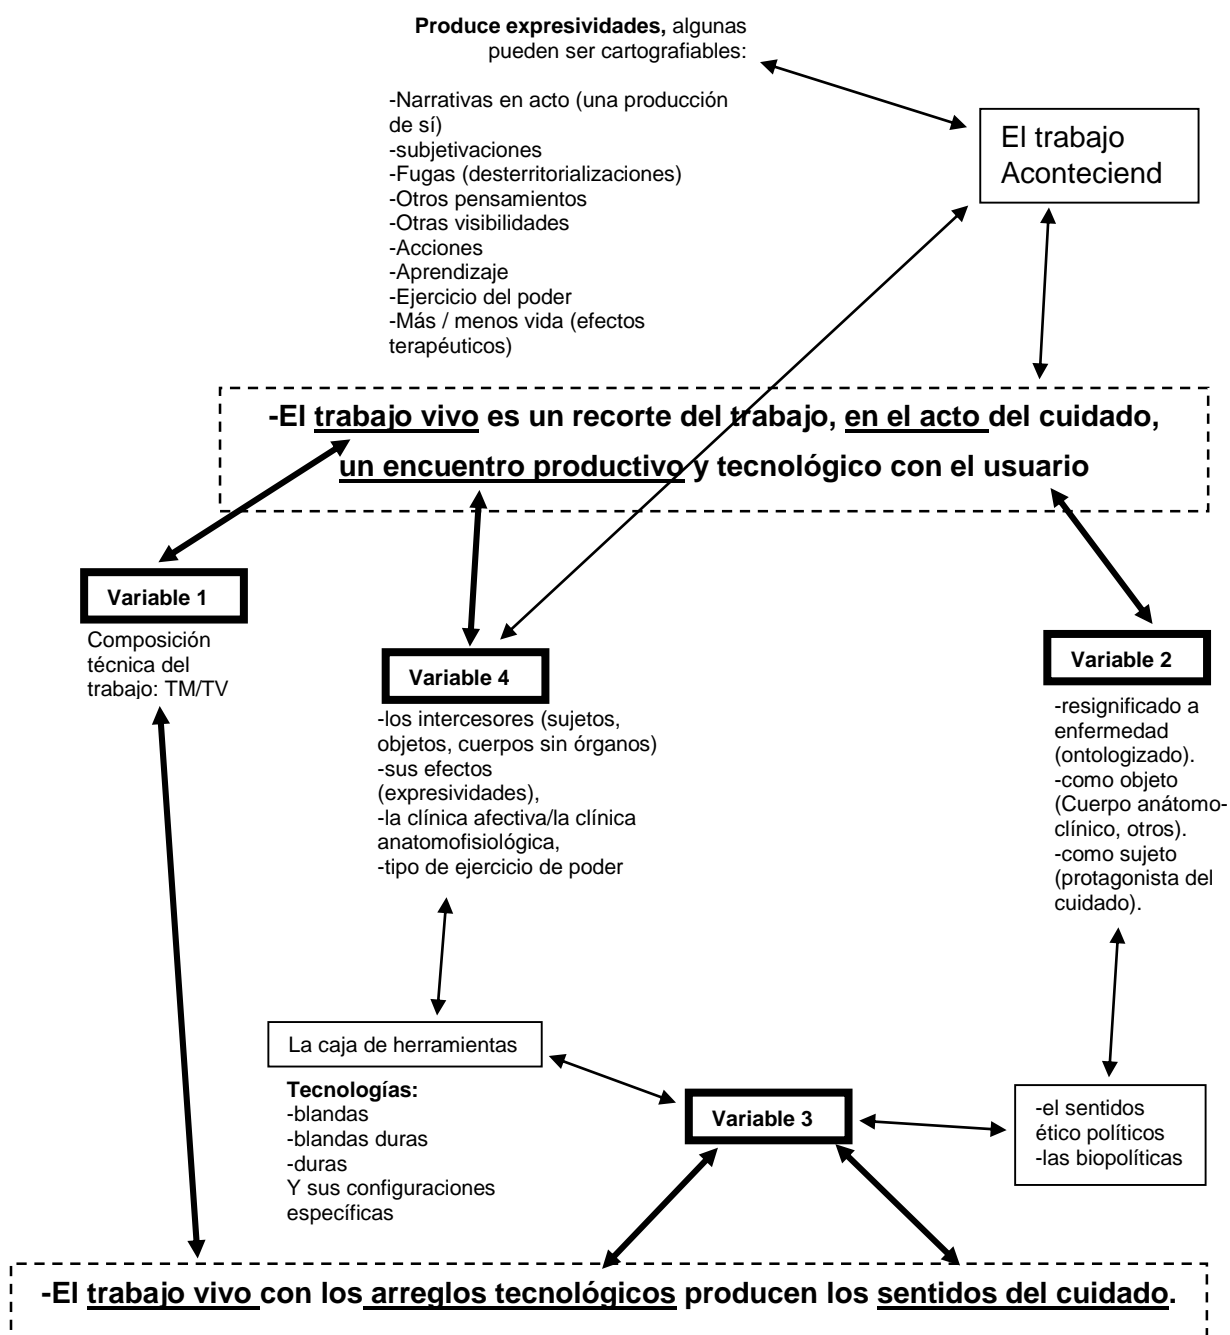 Produce expresividades, algunas
pueden ser cartografiables:
-Narrativas en acto (una producción
de sí)
-subjetivaciones
-Fugas (desterritorializaciones)
-Otros pensamientos
-Otras visibilidades
-Acciones
-Aprendizaje
-Ejercicio del poder
-Más / menos vida (efectos
terapéuticos)
El trabajo
Aconteciend
-El trabajo vivo es un recorte del trabajo, en el acto del cuidado,
un encuentro productivo y tecnológico con el usuario
Variable 1
Composición
técnica del
trabajo: TM/TV
Variable 4
-los intercesores (sujetos,
objetos, cuerpos sin órganos)
-sus efectos
(expresividades),
-la clínica afectiva/la clínica
anatomofisiológica,
-tipo de ejercicio de poder
Variable 2
-resignificado a
enfermedad
(ontologizado).
-como objeto
(Cuerpo anátomo-
clínico, otros).
-como sujeto
(protagonista del
cuidado).
La caja de herramientas
Tecnologías:
-blandas
-blandas duras
-duras
Y sus configuraciones
específicas
Variable 3
-el sentidos
ético políticos
-las biopolíticas
-El trabajo vivo con los arreglos tecnológicos producen los sentidos del cuidado.